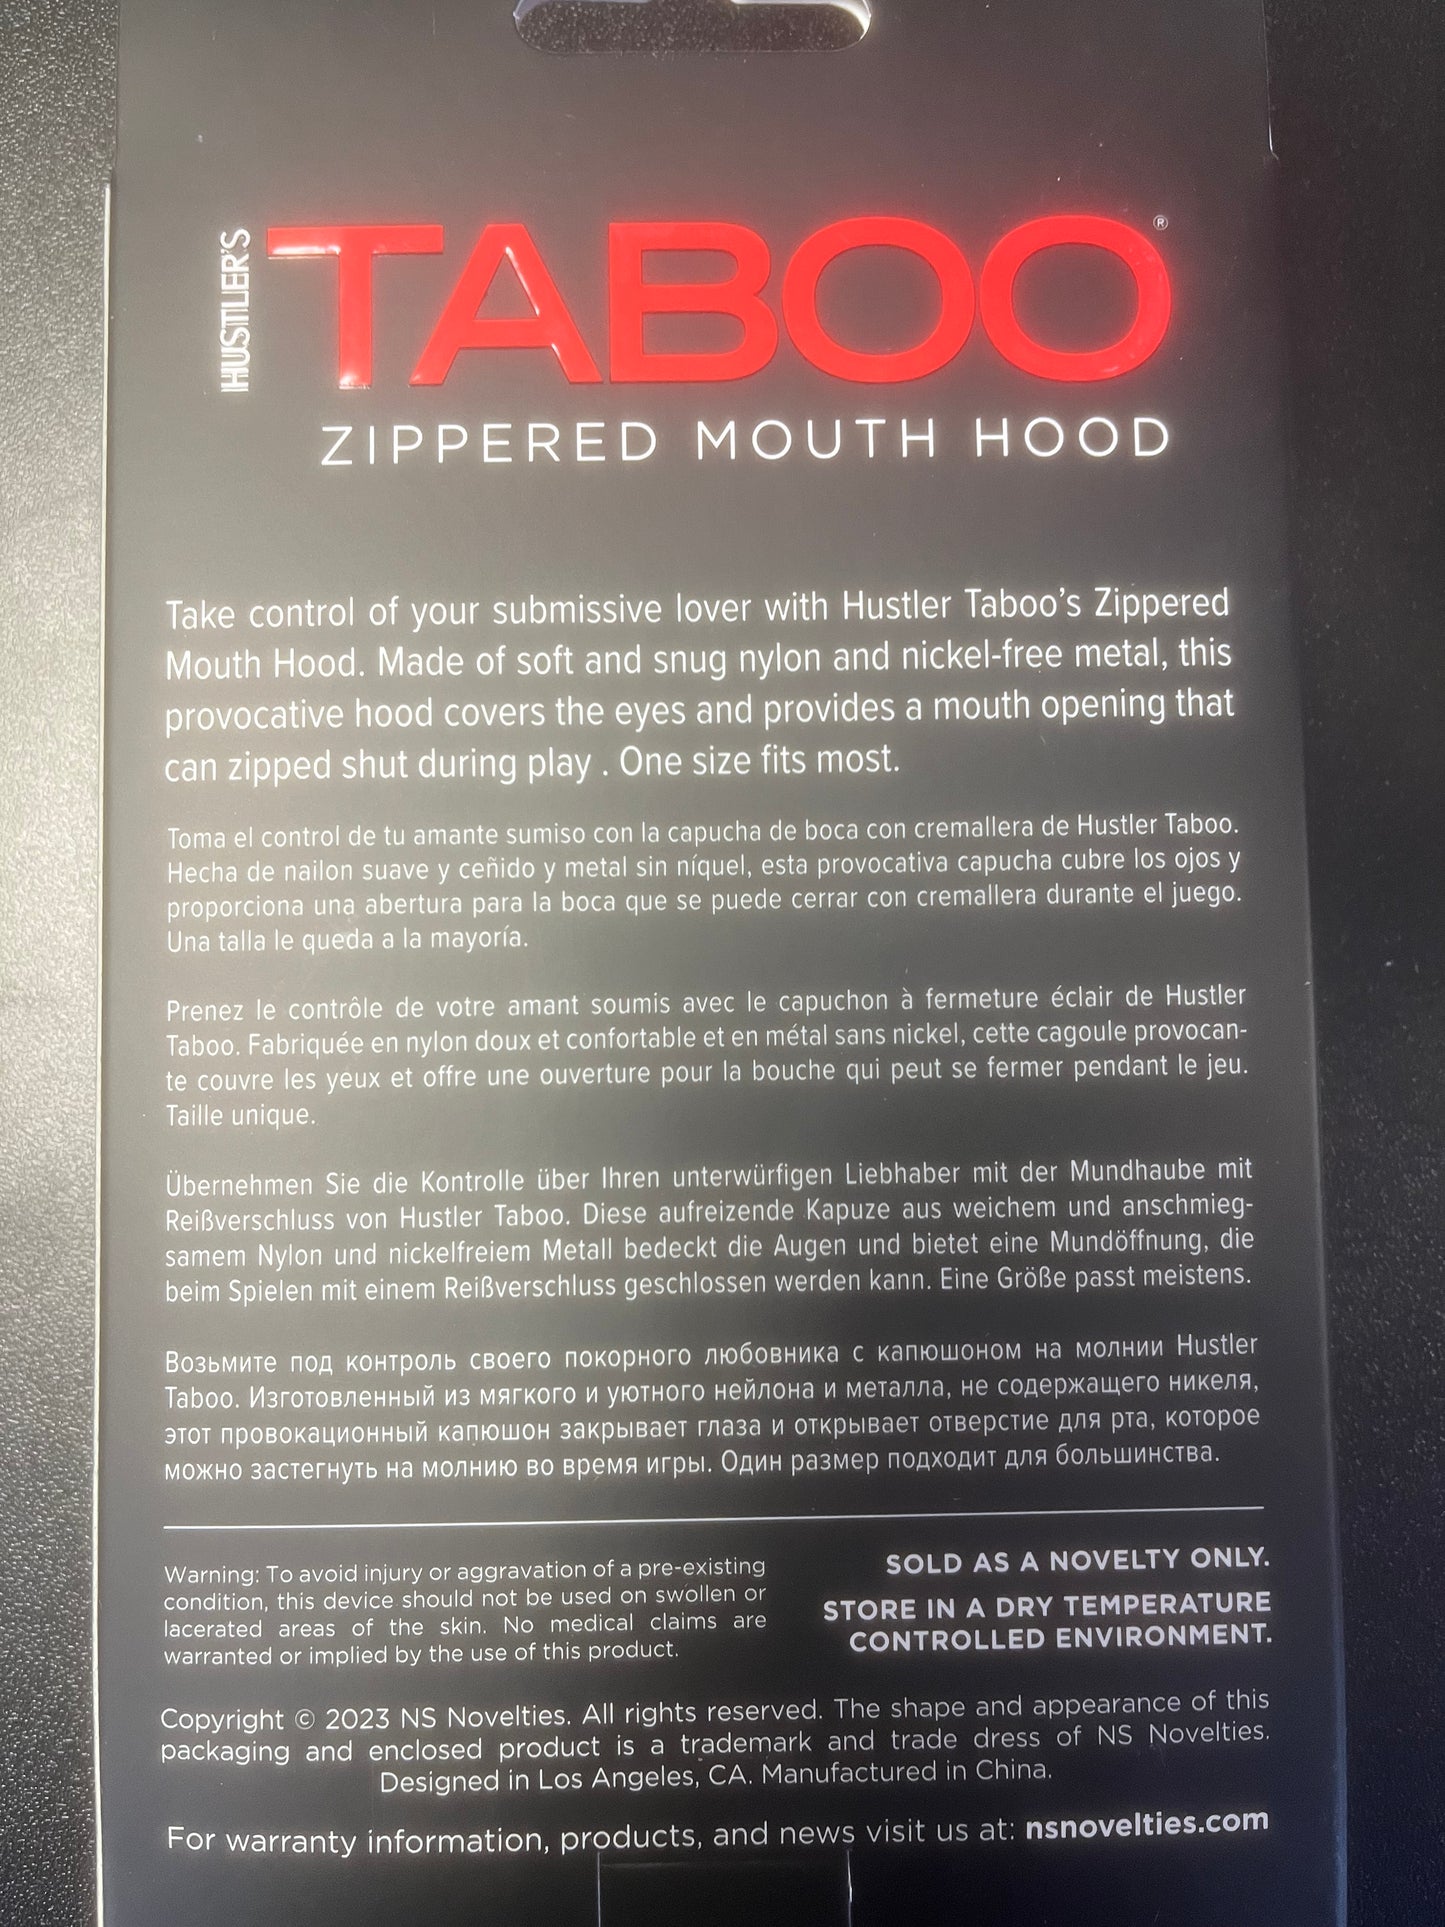 HUSTLER'S
TABOO®
ZIPPERED MOUTH HOOD
Take control of your submissive lover with Hustler Taboo's Zippered
Mouth Hood. Made of soft and snug nylon and nickel-free metal, this
provocative hood covers the eyes and provides a mouth opening that
can zipped shut during play . One size fits most.
Toma el control de tu amante sumiso con la capucha de boca con cremallera de Hustler Taboo.
Hecha de nailon suave y ceñido y metal sin níquel, esta provocativa capucha cubre los ojos y
proporciona una abertura para la boca que se puede cerrar con cremallera durante el juego.
Una talla le queda a la mayoría.
Prenez le contrôle de votre amant soumis avec le capuchon à fermeture éclair de Hustler
Taboo. Fabriquée en nylon doux et confortable et en métal sans nickel, cette cagoule provocan-
te couvre les yeux et offre une ouverture pour la bouche qui peut se fermer pendant le jeu.
Taille unique.
Übernehmen Sie die Kontrolle über Ihren unterwürfigen Liebhaber mit der Mundhaube mit
Reißverschluss von Hustler Taboo. Diese aufreizende Kapuze aus weichem und anschmieg-
samem Nylon und nickelfreiem Metall bedeckt die Augen und bietet eine Mundöffnung, die
beim Spielen mit einem Reißverschluss geschlossen werden kann. Eine Größe passt meistens.
Возьмите под контроль своего покорного любовника с капюшоном на молнии Hustler
Taboo. Изготовленный из мягкого и уютного нейлона и металла, не содержащего никеля,
этот провокационный капюшон закрывает глаза и открывает отверстие для рта, которое
можно застегнуть на молнию во время игры. Один размер подходит для большинства.
Warning: To avoid injury or aggravation of a pre-existing
condition, this device should not be used on swollen or
lacerated areas of the skin. No medical claims are
warranted or implied by the use of this product.
SOLD AS A NOVELTY ONLY.
STORE IN A DRY TEMPERATURE
CONTROLLED ENVIRONMENT.
Copyright © 2023 NS Novelties. All rights reserved. The shape and appearance of this
packaging and enclosed product is a trademark and trade dress of NS Novelties.
Designed in Los Angeles, CA. Manufactured in China.
For warranty information, products, and news visit us at: nsnovelties.com